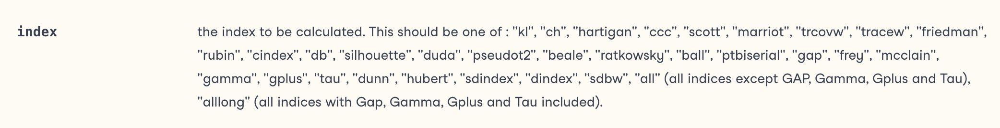 index the index to be calculated. This should be one of : "kl", "ch", "hartigan", "ccc", "scott", "marriot", "trcovw", "tracew", "friedman",
"rubin", "cindex", "db", "silhouette", "duda", "pseudot2", "beale", "ratkowsky", "ball", "ptbiserial", "gap", "frey", "mcclain",
"gamma", "gplus", "tau", "dunn", "hubert", "sdindex", "dindex", "sdbw", "all" (all indices except GAP, Gamma, Gplus and Tau),
"alllong" (all indices with Gap, Gamma, Gplus and Tau included).